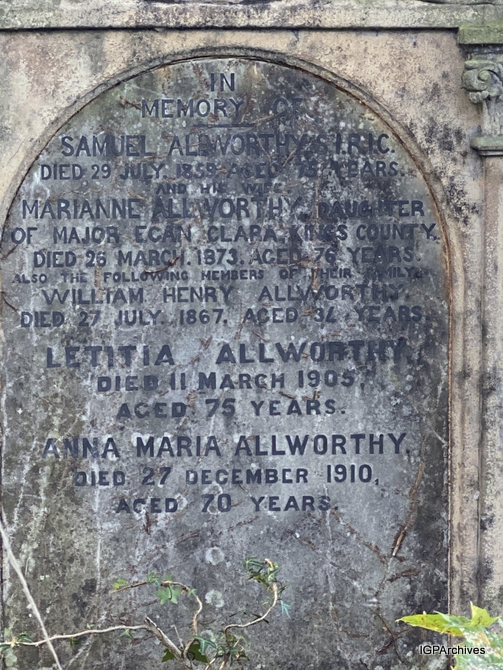 IN
MEMORY OF
SAMUEL ALLWORTHY, S.I.R.I.C.
DIED 29 JULY, 1859, AGED 75 YEARS.
AND HIS WIFE
MARIANNE ALLWORTHY, DAUGHTER
OF MAJOR EGAN CLARA, KINGS COUNTY,
DIED 26 MARCH, 1873, AGED 76 YEARS.
ALSO THE FOLLOWING MEMBERS OF THEIR FAMILY
WILLIAM HENRY ALLWORTHY,
DIED 27 JULY, 1867, AGED 34 YEARS,
LETITIA ALLWORTHY,
DIED 11 MARCH 1905,
AGED 75 YEARS.
ANNA MARIA ALLWORTHY,
DIED 27 DECEMBER 1910,
AGED 70 YEARS.
IGPArchives